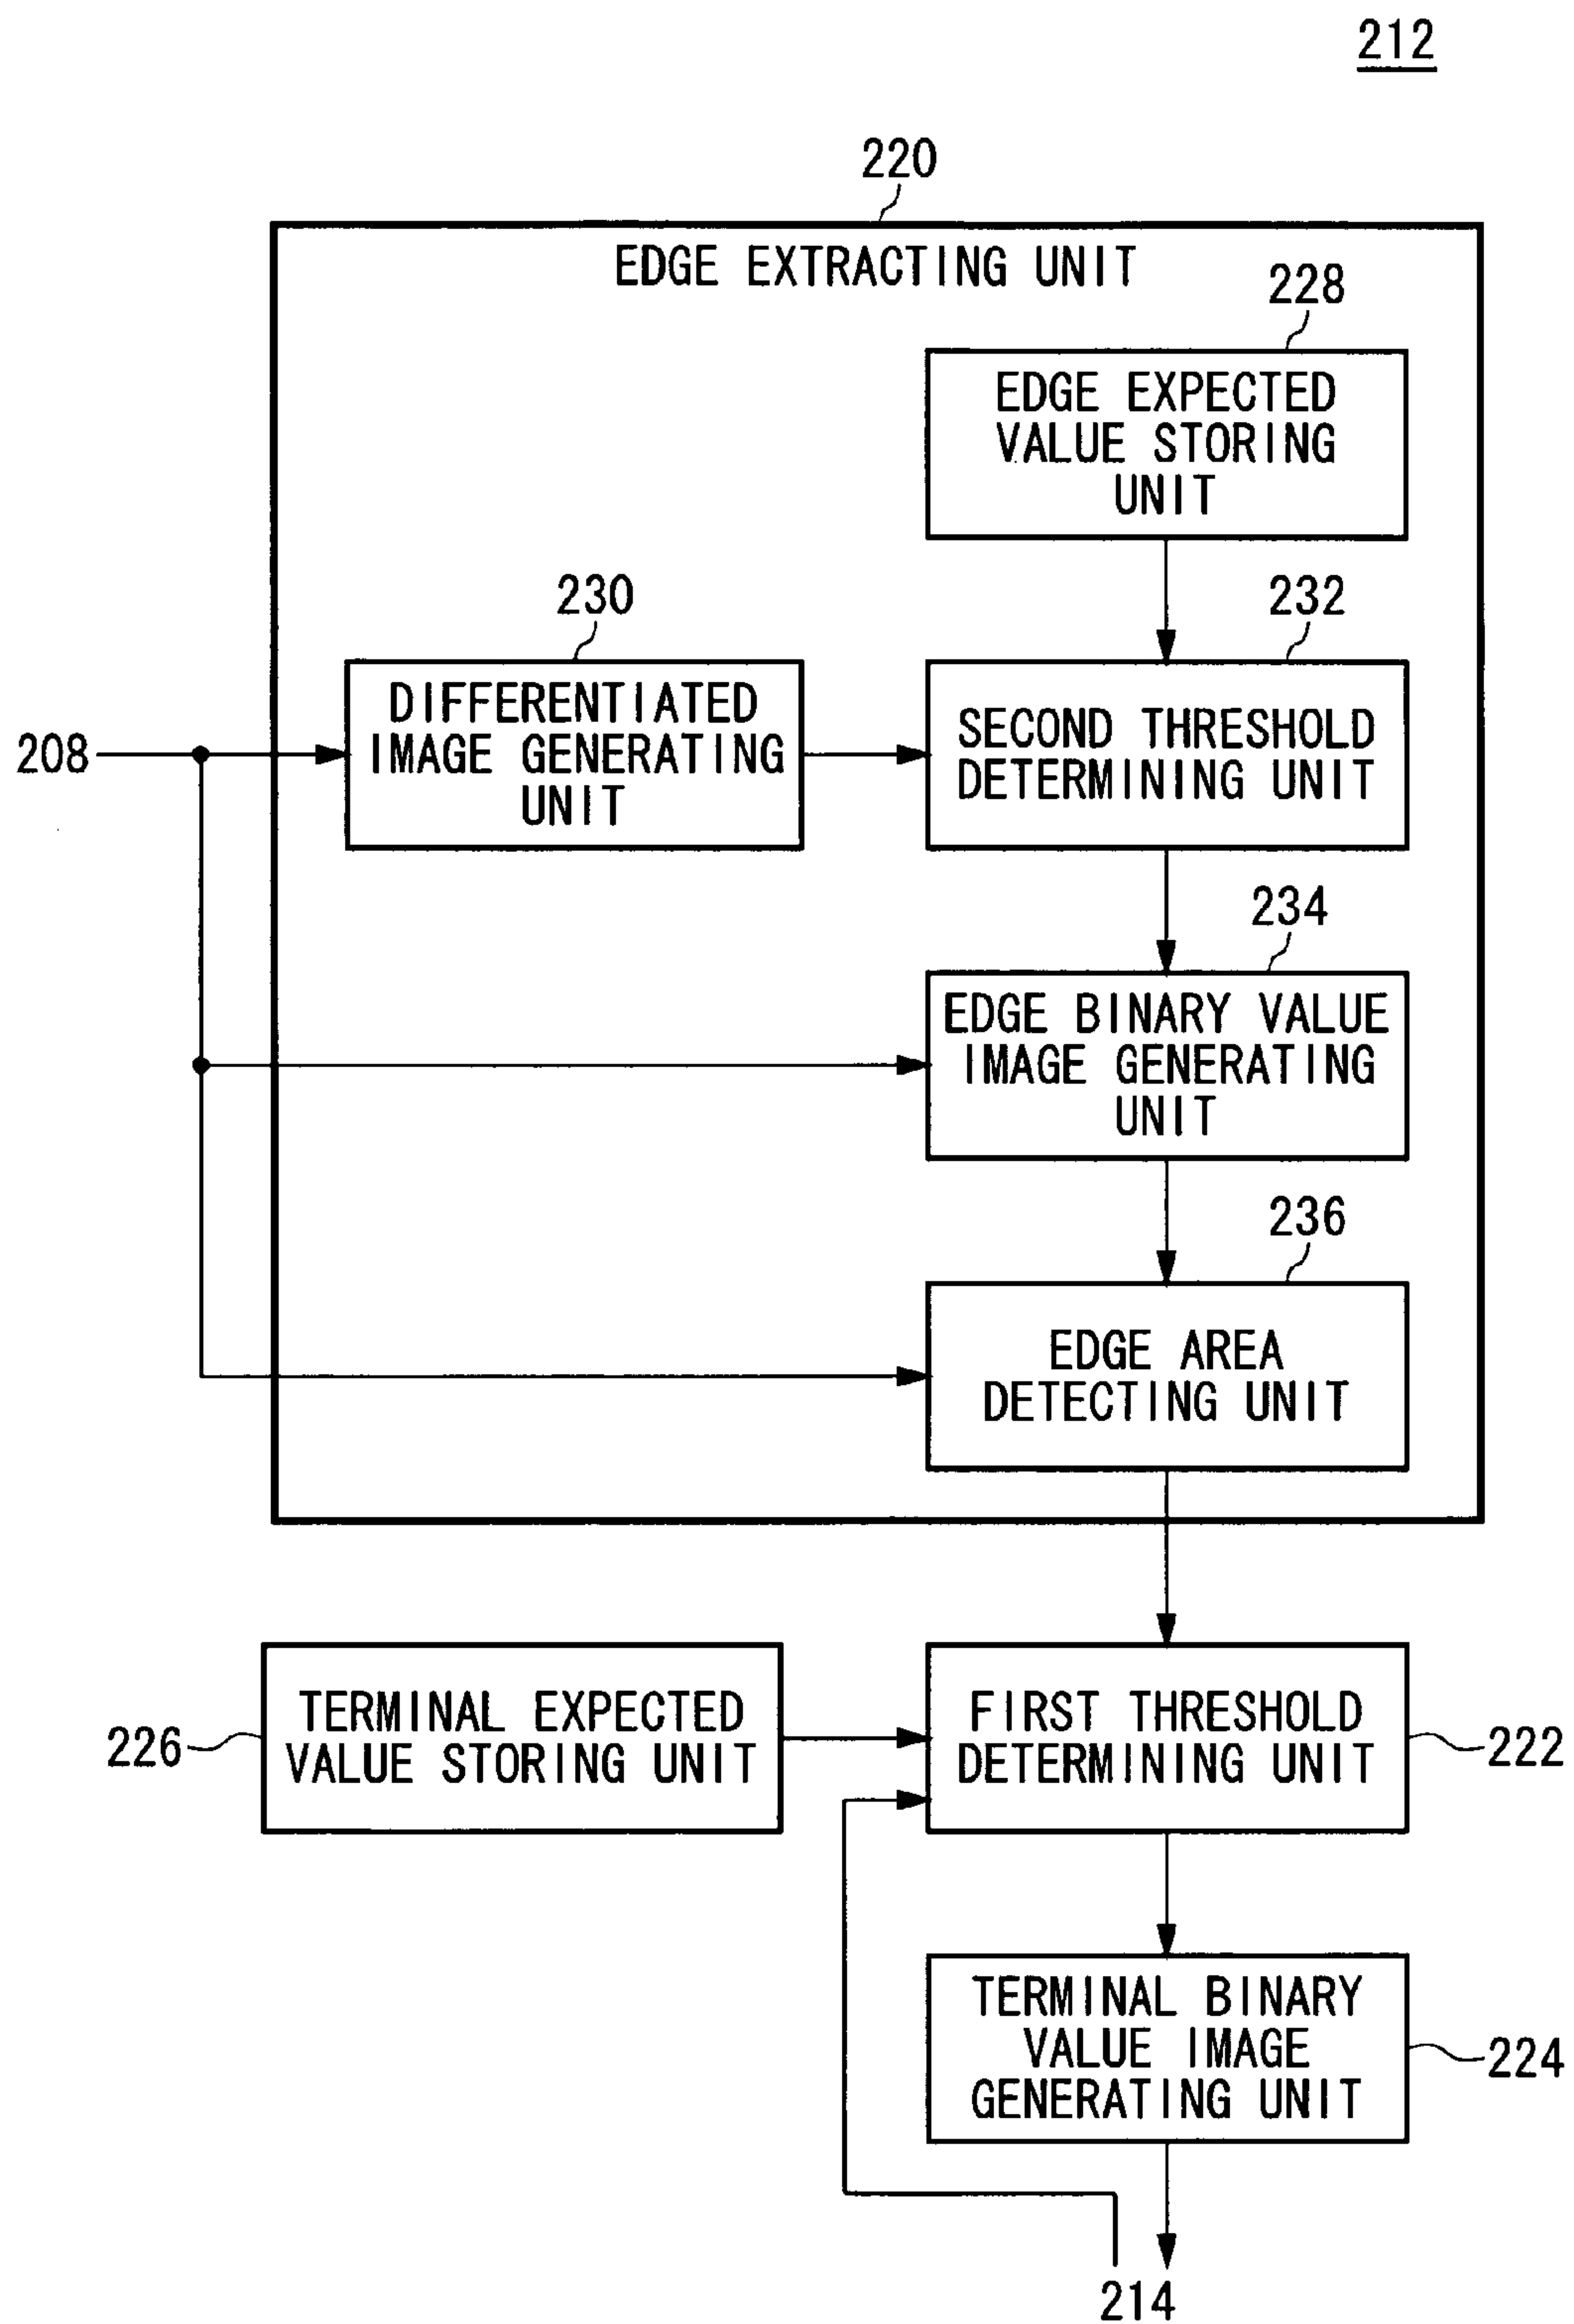 212
220
EDGE EXTRACTING UNIT
228
EDGE EXPECTED
VALUE STORING
UNIT
230
232
DIFFERENTIATED
IMAGE GENERATING
UNIT
SECOND THRESHOLD
DETERMINING UNIT
208
234
EDGE BINARY VALUE
IMAGE GENERATING
UNIT
236
EDGE AREA
DETECTING UNIT
226
TERMINAL EXPECTED
VALUE STORING UNIT
FIRST THRESHOLD
DETERMINING UNIT
222
TERMINAL BINARY
VALUE IMAGE
GENERATING UNIT
224
214